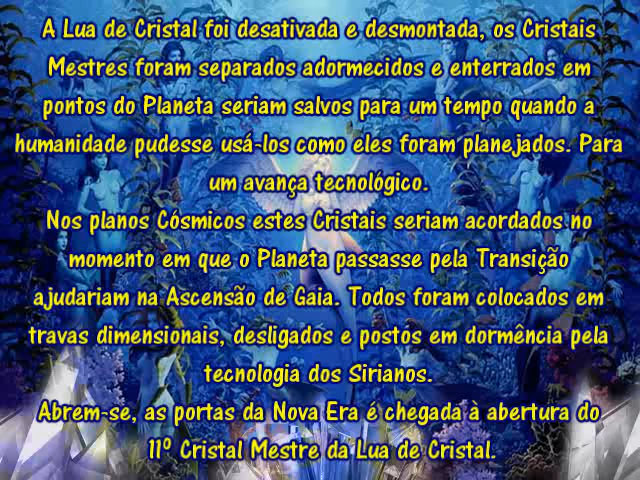 A Lua de Cristal foi desativada e desmontada, os Cristais
Mestres foram separados adormecidos e enterrados em
pontos do Planeta seriam salvos para um tempo quando a
humanidade pudesse usá-los como eles foram planejados. Para
um avança tecnológico.
Nos planos Cósmicos estes Cristais seriam acordados no
momento em que o Planeta passasse pela Transição
ajudariam na Ascensão de Gaia. Todos foram colocados em
travas dimensionais, desligados e postos em dormência pela
tecnologia dos Sirianos.
Abrem-se, as portas da Nova Era é chegada à abertura do
11º Cristal Mestre da Lua de Cristal.